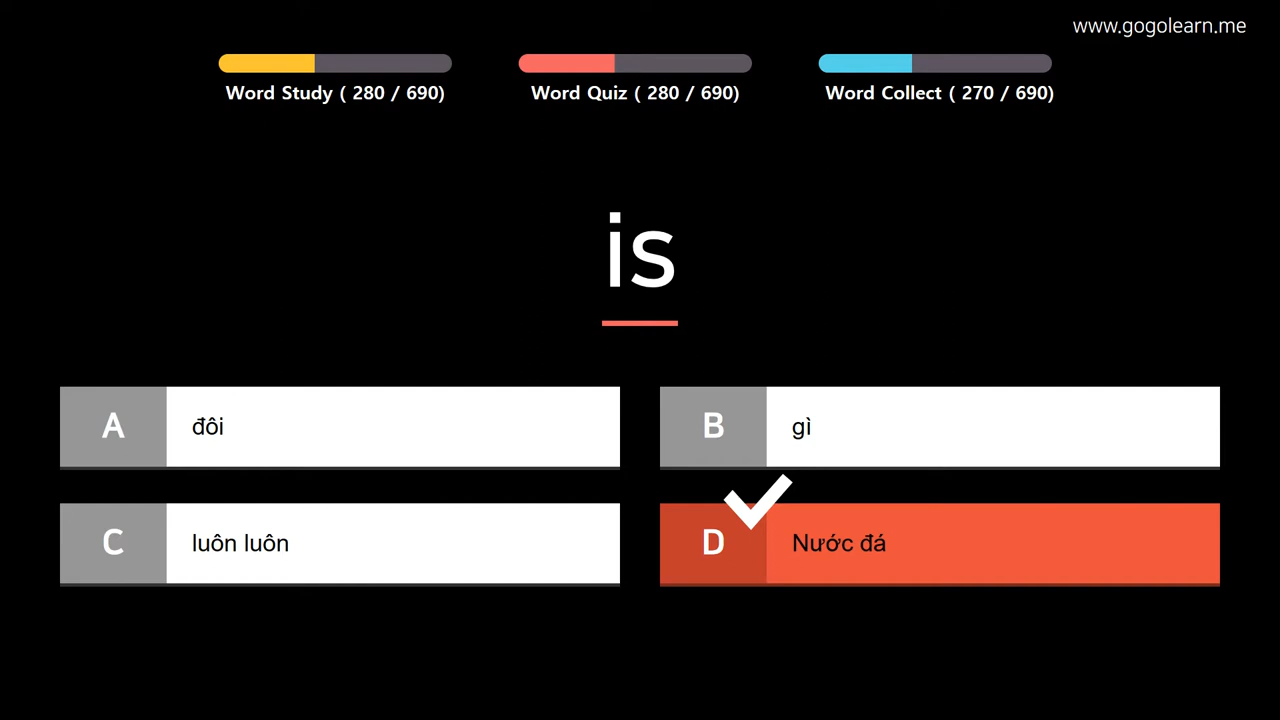 www.gogolearn.me
Word Study ( 280 / 690)
Word Quiz ( 280 / 690)
Word Collect ( 270 / 690)
is
A
đôi
B
gì
C
luôn luôn
D
Nước đá